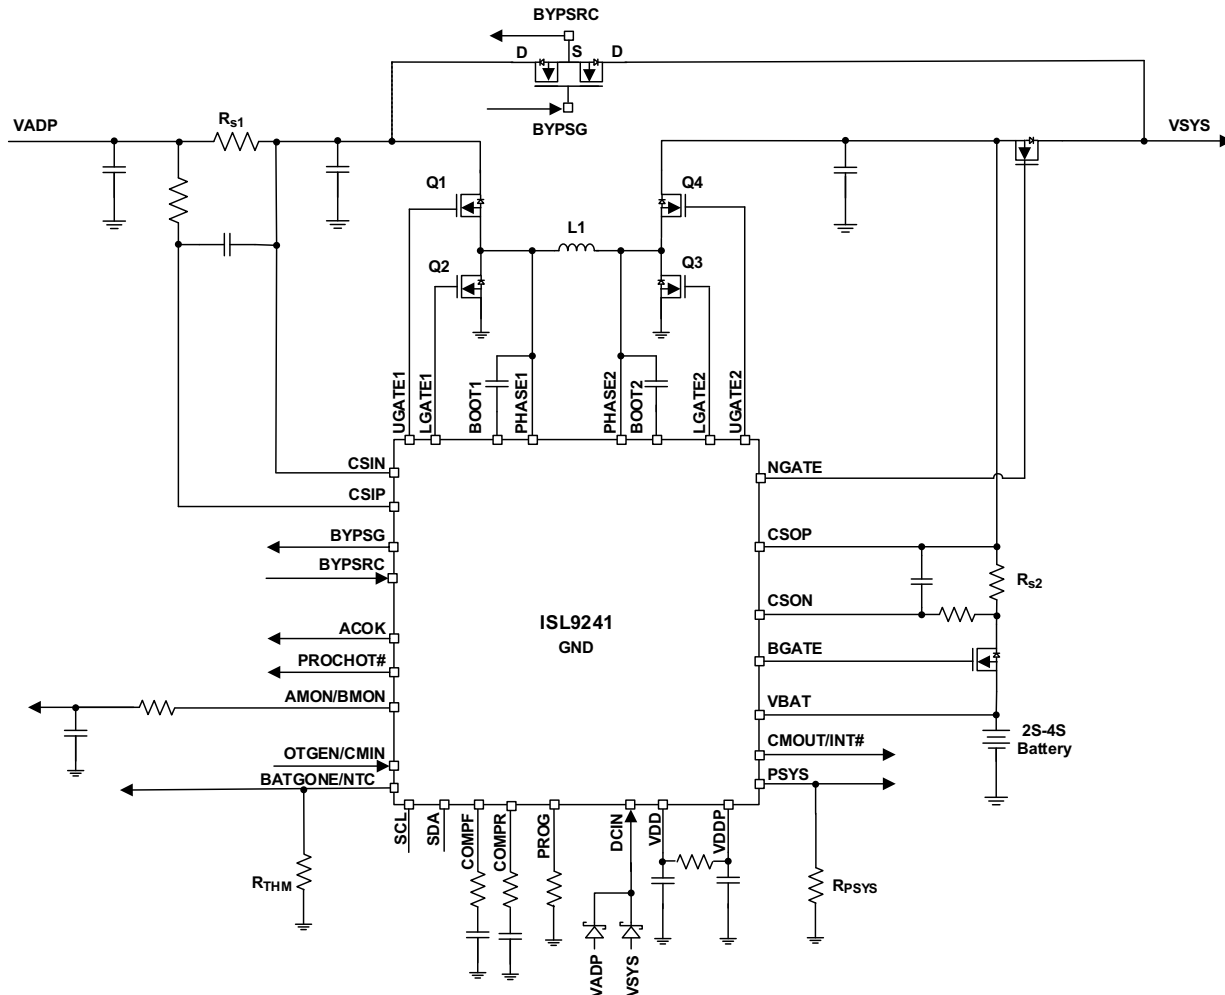 BYPSRC
D S D
BYPSG
VADP
Rs1
VSYS
Q1
Q4
L1
Q2
Q3
UGATE1
LGATE1
BOOT1
PHASE1
PHASE2
BOOT2
LGATE2
UGATE2
CSIN
NGATE
CSIP
BYPSG
CSOP
BYPSRC
Rs2
CSON
ISL9241
GND
ACOK
BGATE
PROCHOT#
AMON/BMON
VBAT
2S-4S
Battery
CMOUT/INT#
OTGEN/CMIN
BATGONE/NTC
PSYS
SCL
SDA
COMPF
COMPR
PROG
DCIN
VDD
VDDP
RTHM
RPSYS
VADP
VSYS